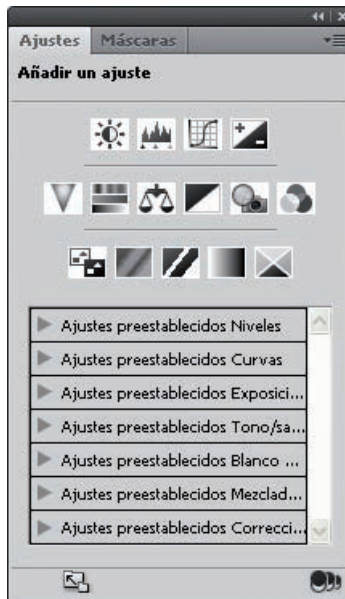 Ajustes Máscaras
Añadir un ajuste
Ajustes preestablecidos Niveles
Ajustes preestablecidos Curvas
Ajustes preestablecidos Exposici...
Ajustes preestablecidos Tono/sa...
Ajustes preestablecidos Blanco ...
Ajustes preestablecidos Mezclad...
Ajustes preestablecidos Correcci...